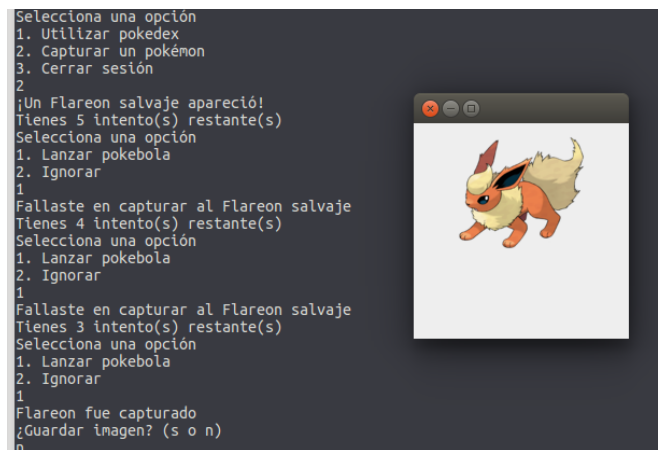 Selecciona una opción
1. Utilizar pokedex
2. Capturar un pokémon
3. Cerrar sesión
2
¡Un Flareon salvaje apareció!
Tienes 5 intento(s) restante(s)
Selecciona una opción
1. Lanzar pokebola
2. Ignorar
1
Fallaste en capturar al Flareon salvaje
Tienes 4 intento(s) restante(s)
Selecciona una opción
1. Lanzar pokebola
2. Ignorar
1
Fallaste en capturar al Flareon salvaje
Tienes 3 intento(s) restante(s)
Selecciona una opción
1. Lanzar pokebola
2. Ignorar
1
Flareon fue capturado
¿Guardar imagen? (s o n)
n